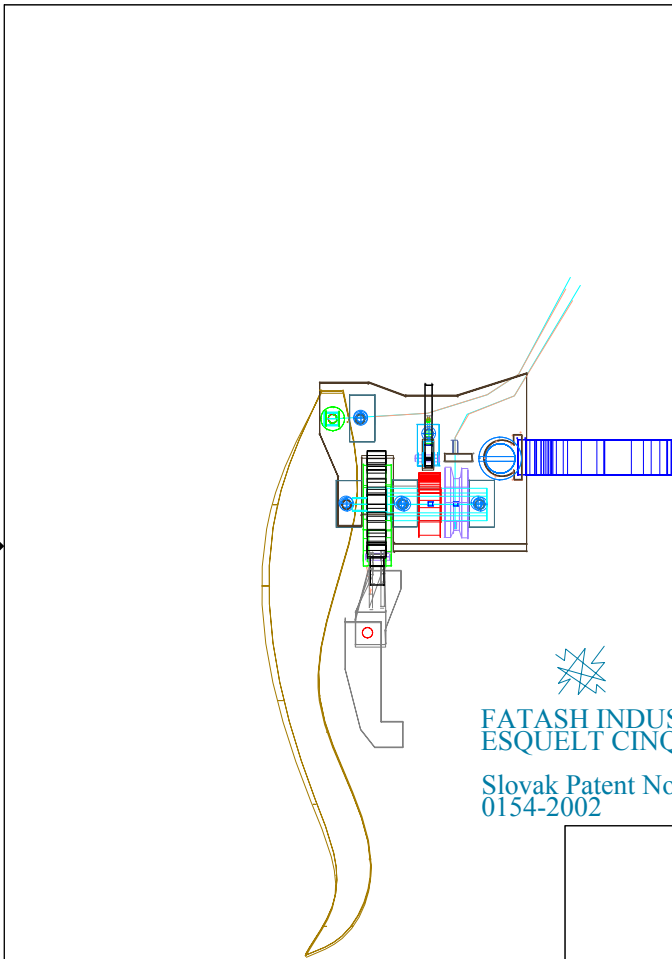 FATASH INDUS
ESQUELT CINQ
Slovak Patent No
0154-2002